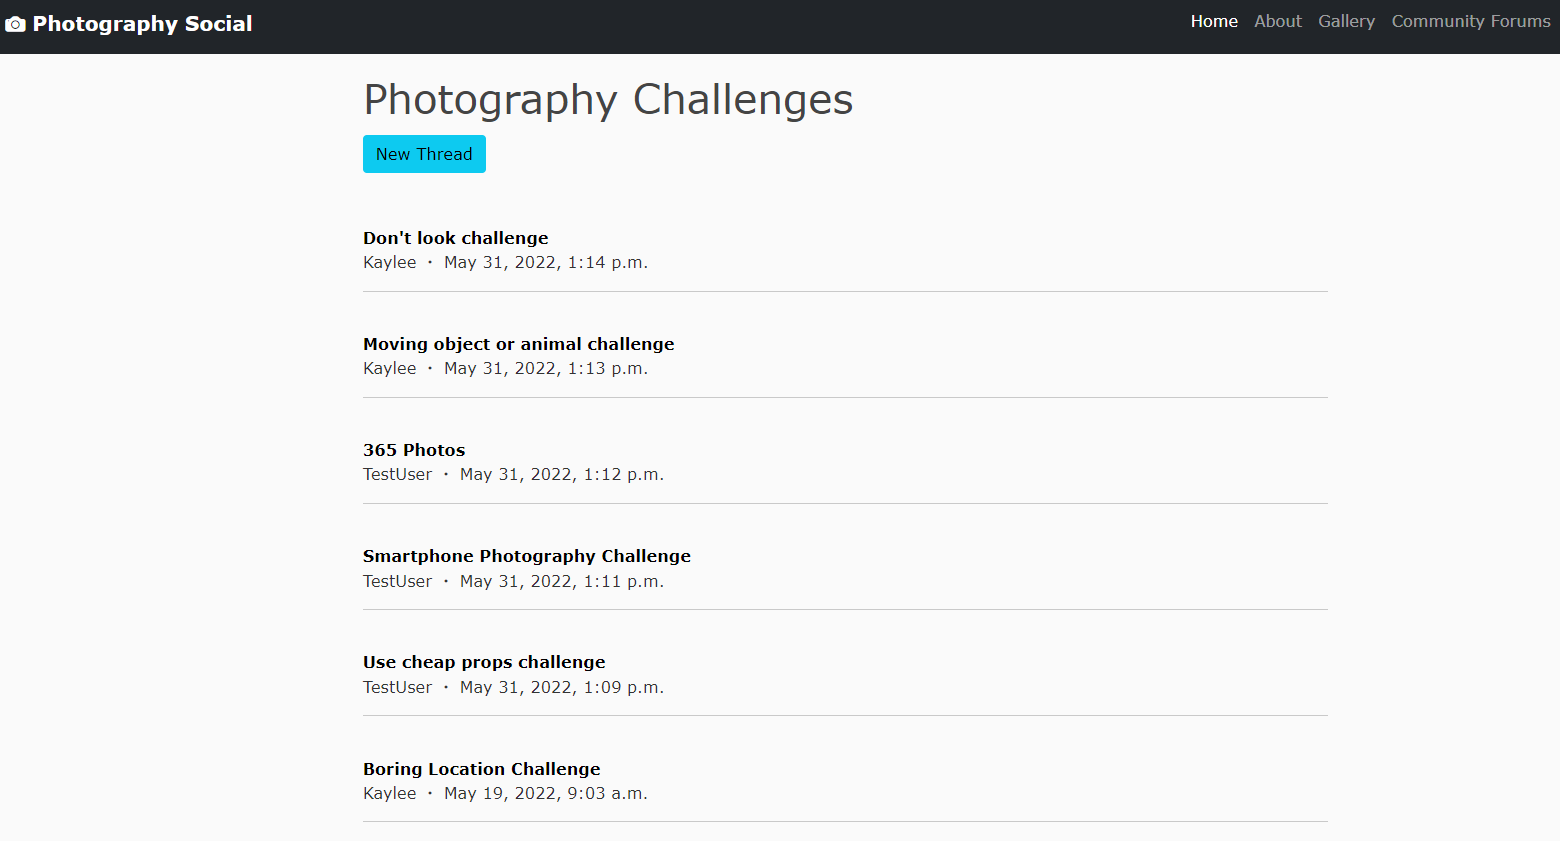 Photography Social
Home About Gallery Community Forums
Photography Challenges
New Thread
Don't look challenge
Kaylee · May 31, 2022, 1:14 p.m.
Moving object or animal challenge
Kaylee · May 31, 2022, 1:13 p.m.
365 Photos
TestUser · May 31, 2022, 1:12 p.m.
Smartphone Photography Challenge
TestUser · May 31, 2022, 1:11 p.m.
Use cheap props challenge
TestUser · May 31, 2022, 1:09 p.m.
Boring Location Challenge
Kaylee · May 19, 2022, 9:03 a.m.